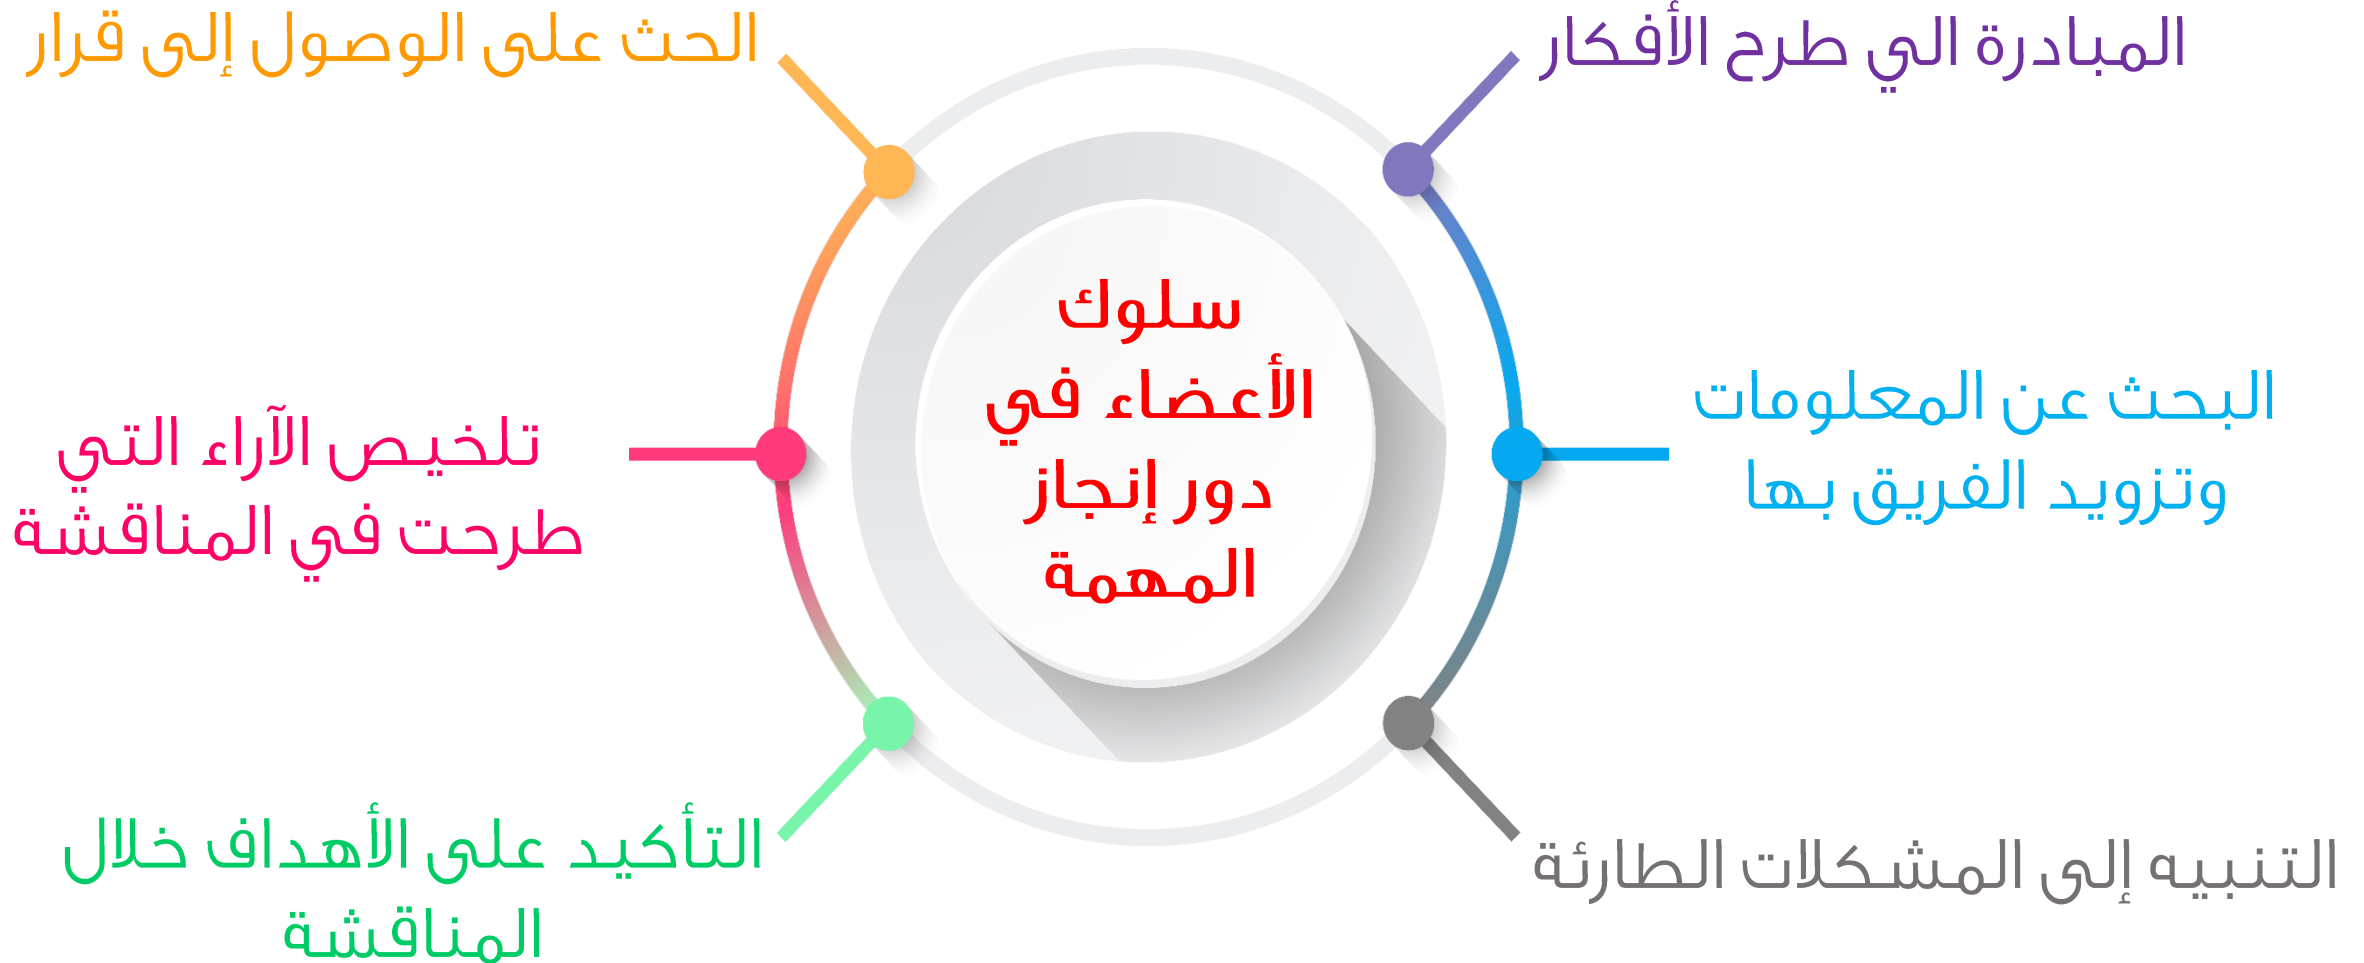 سلوك
الأعضاء في
دور إنجاز
المهمة
المبادرة الي طرح الأفكار
البحث عن المعلومات
وتزويد الفريق بها
التنبيه إلى المشكلات الطارئة
الحث على الوصول إلى قرار
تلخيص الآراء التي
طرحت في المناقشة
التأكيد على الأهداف خلال
المناقشة